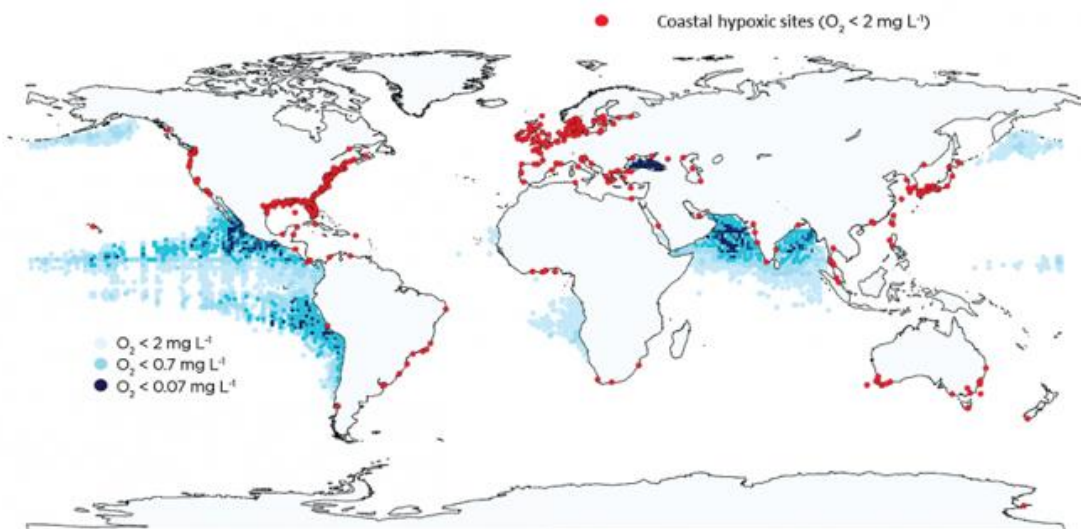 Coastal hypoxic sites (O₂ < 2 mg L⁻¹)
O₂ < 2 mg L⁻¹
O₂ < 0.7 mg L⁻¹
O₂ < 0.07 mg L⁻¹